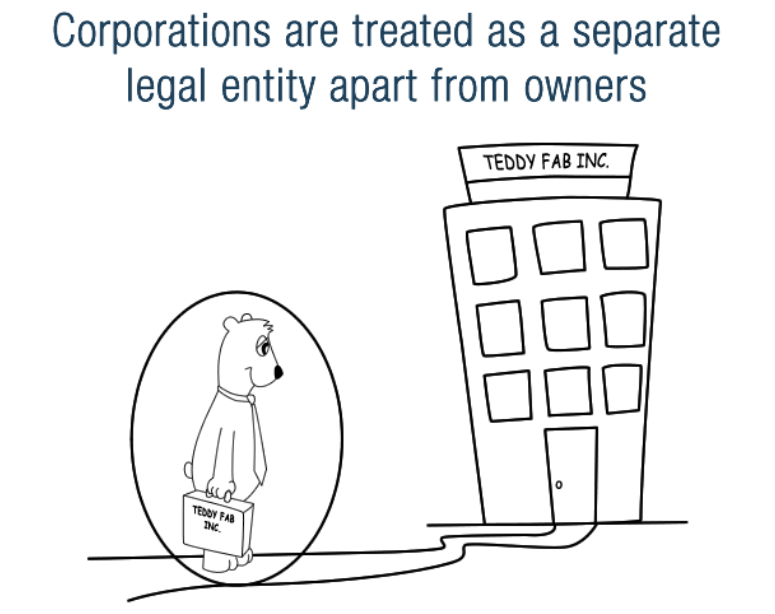 Corporations are treated as a separate
legal entity apart from owners
TEDDY FAB INC.
TEDDY FAB
INC.